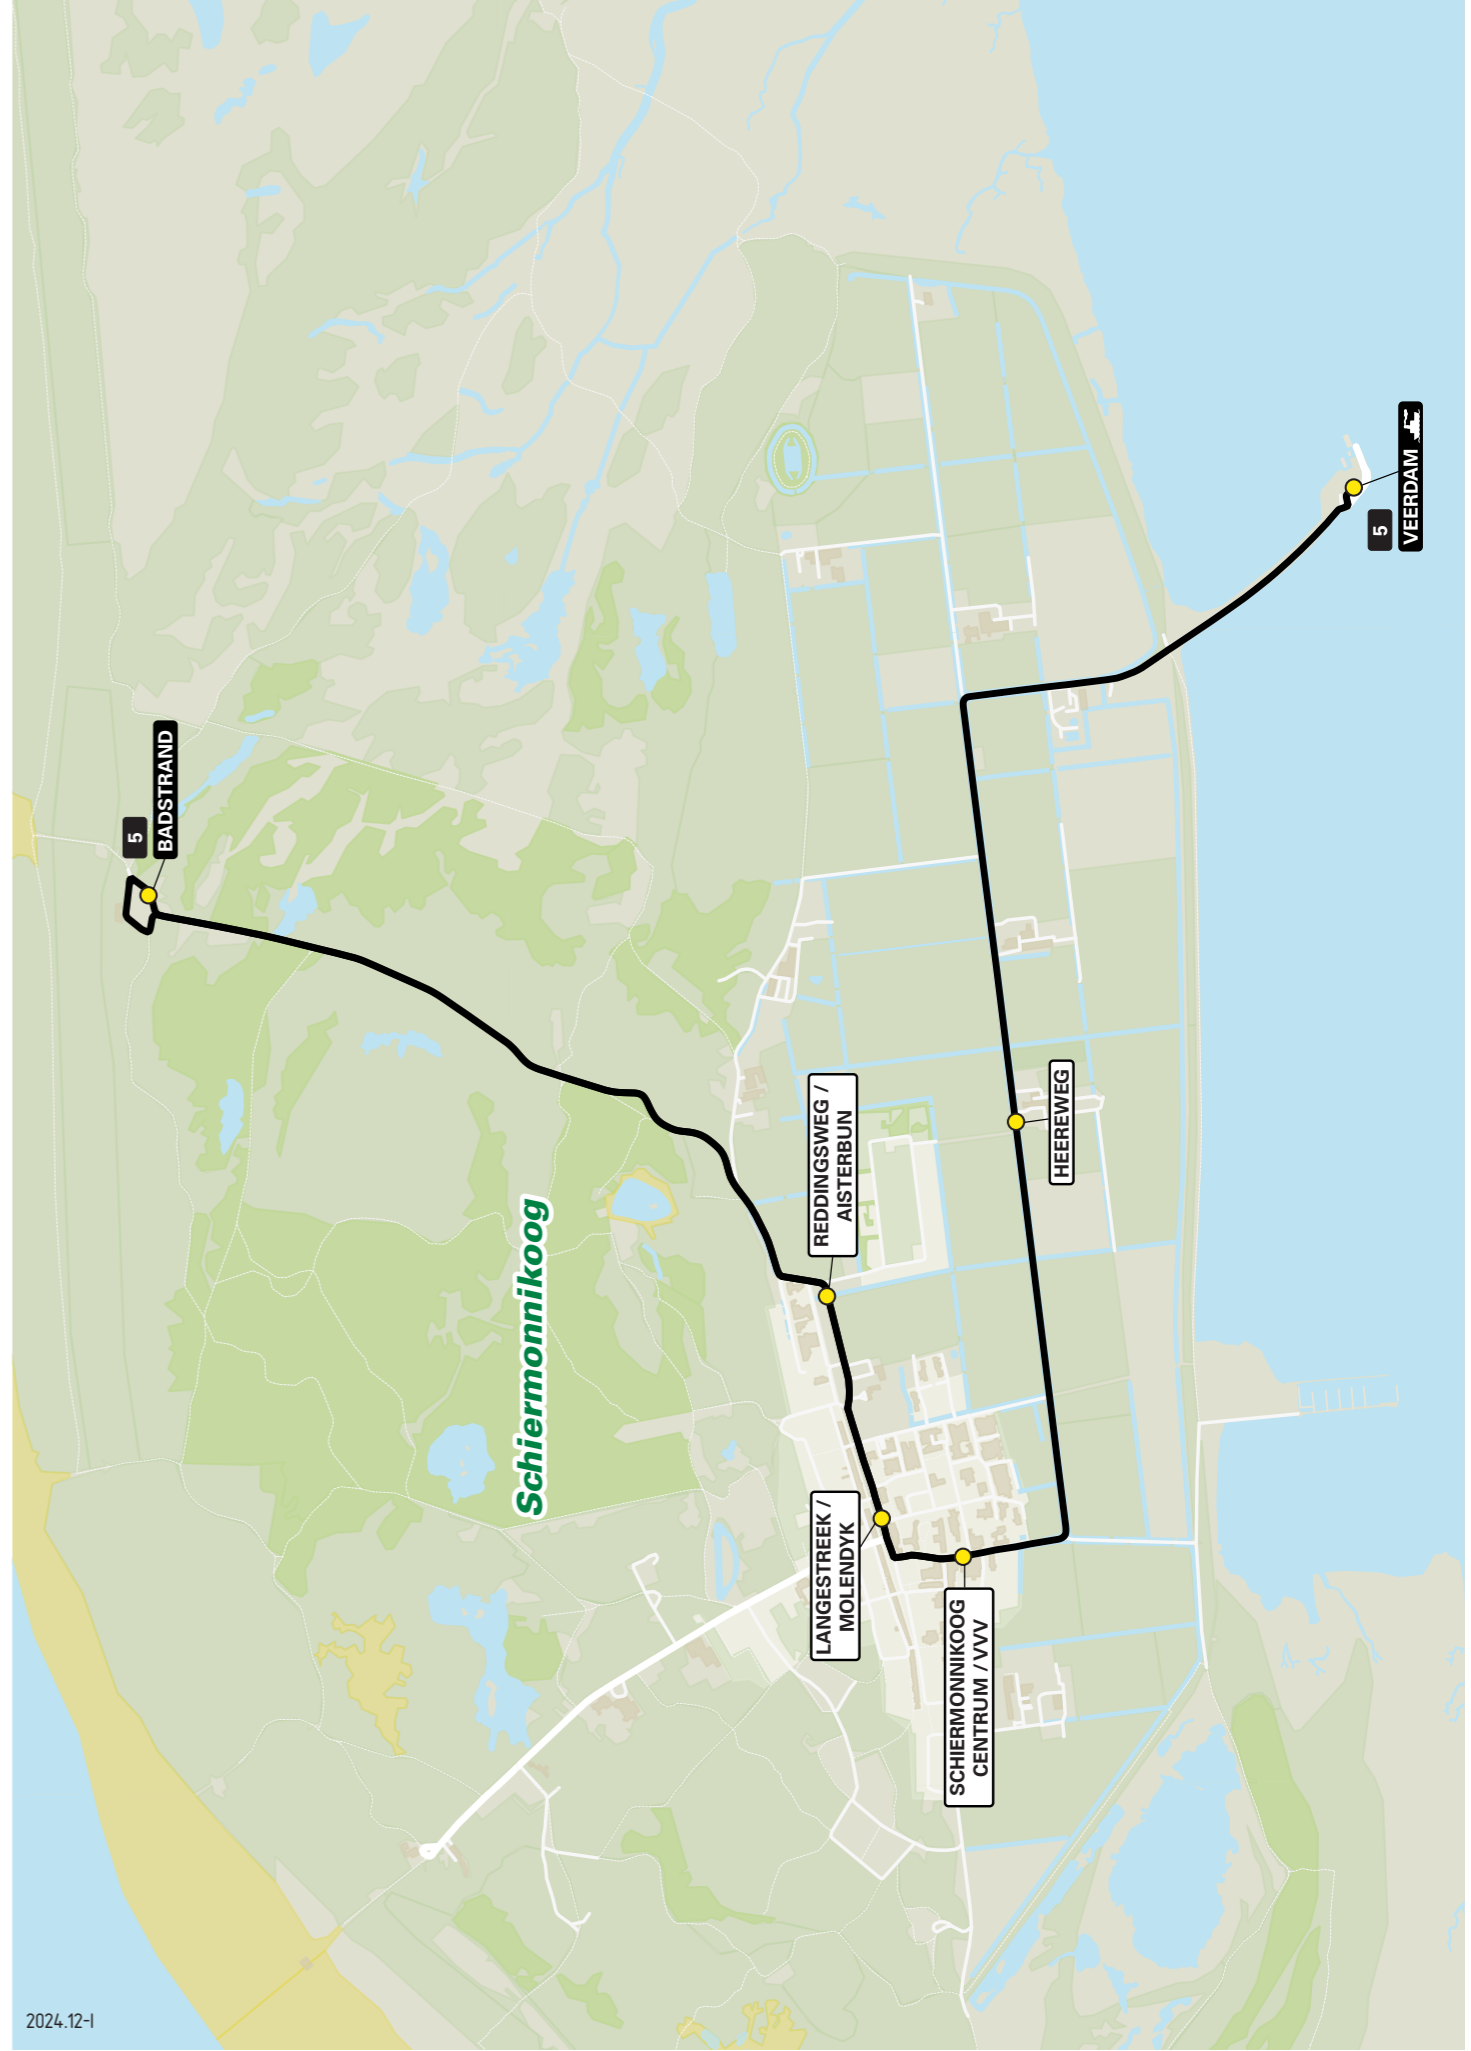 5
BADSTRAND
Schiermonnikoog
REDDINGSWEG /
AISTERBUN
LANGESTREEK /
MOLENDYK
SCHIERMONNIKOOG
CENTRUM / VVV
HEEREWEG
5
VEERDAM
2024.12-I